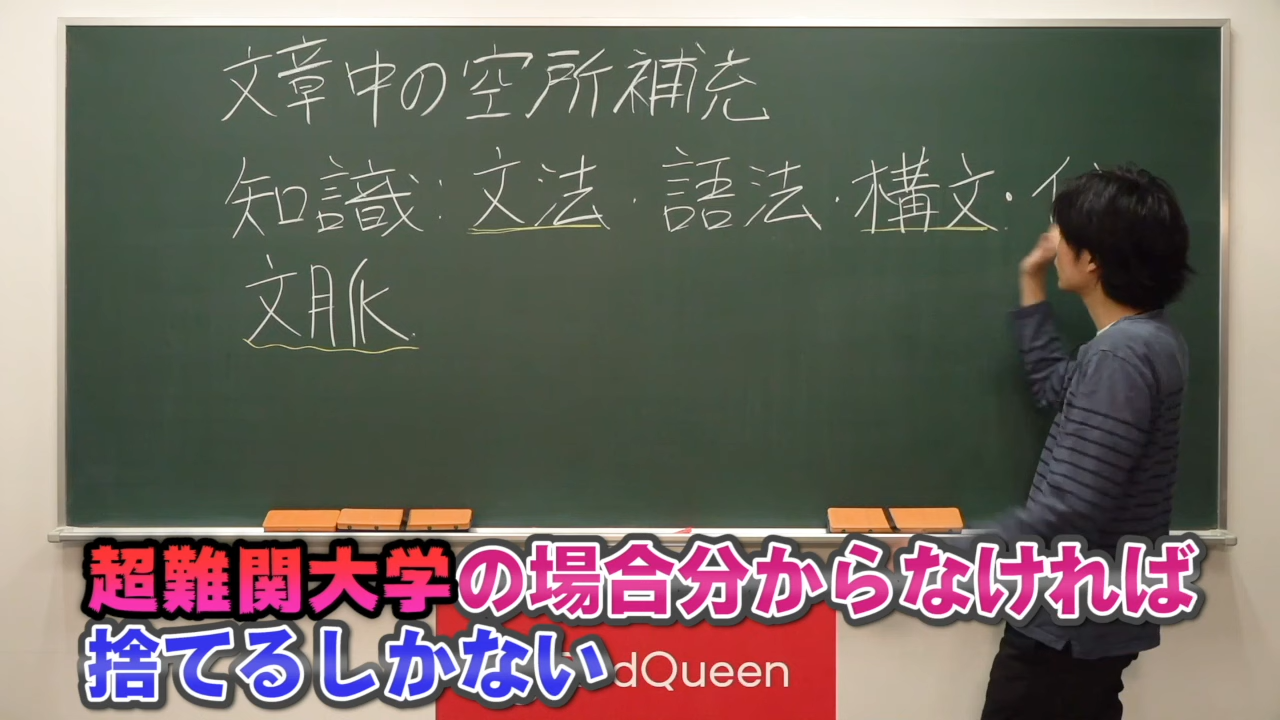 文章中の空所補充
知識:文法・語法・構文・
文脈.
超難関大学の場合分からなければ
捨てるしかない
dQueen